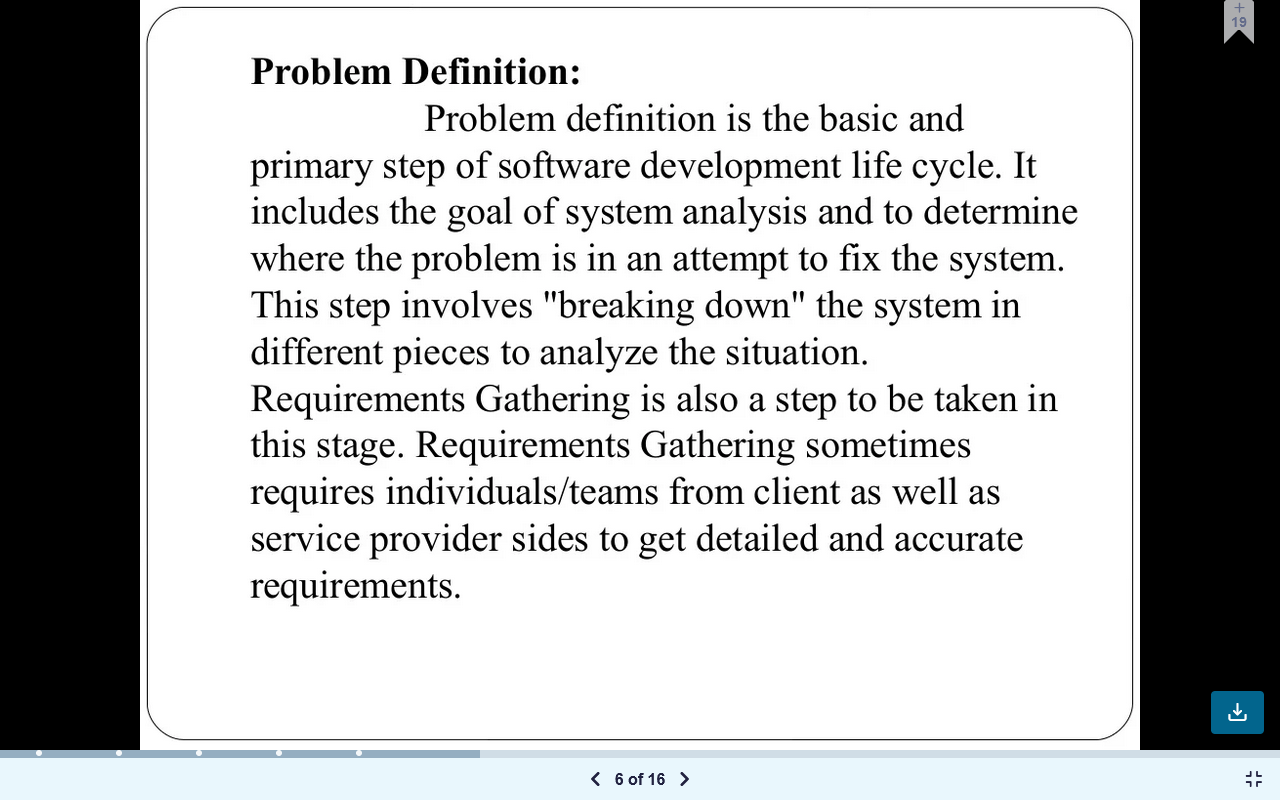 +
19
Problem Definition:
Problem definition is the basic and
primary step of software development life cycle. It
includes the goal of system analysis and to determine
where the problem is in an attempt to fix the system.
This step involves "breaking down" the system in
different pieces to analyze the situation.
Requirements Gathering is also a step to be taken in
this stage. Requirements Gathering sometimes
requires individuals/teams from client as well as
service provider sides to get detailed and accurate
requirements.
6 of 16